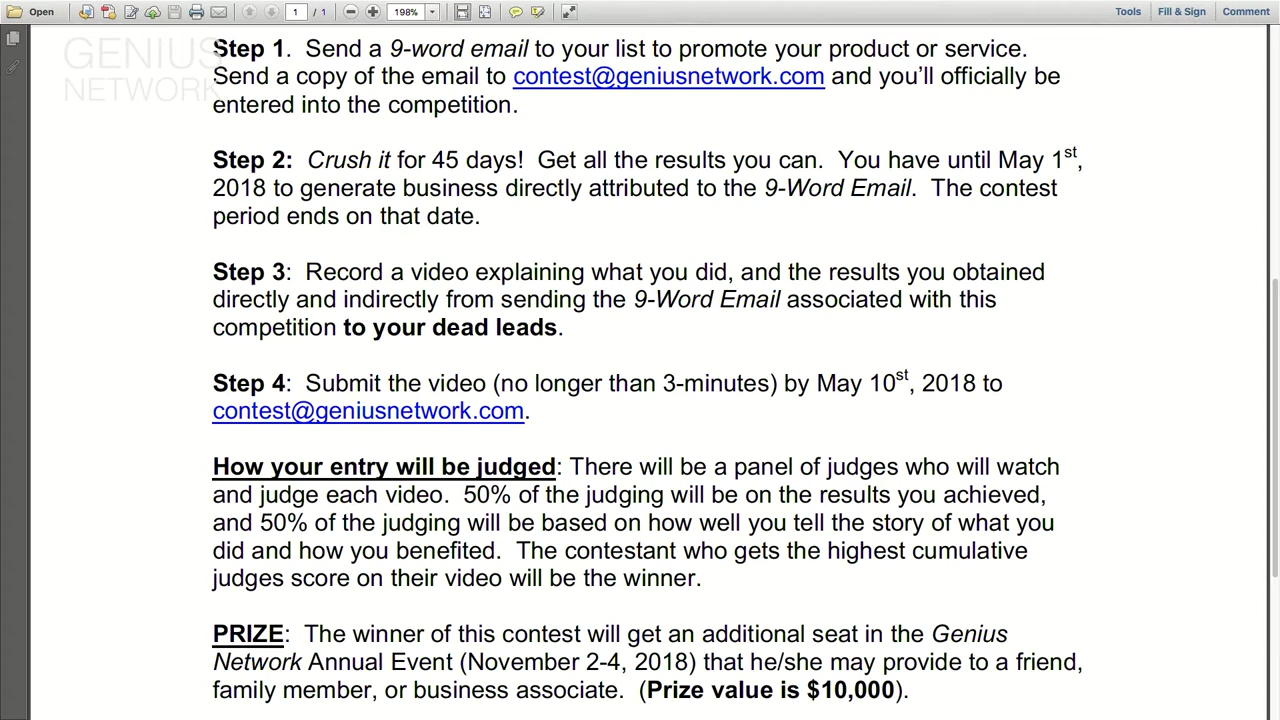 Open
1 / 1
198%
Tools
Fill & Sign
Comment
GENIUS
NETWORK
Step 1.  Send a 9-word email to your list to promote your product or service.
Send a copy of the email to contest@geniusnetwork.com and you’ll officially be
entered into the competition.
Step 2:  Crush it for 45 days!  Get all the results you can.  You have until May 1st,
2018 to generate business directly attributed to the 9-Word Email.  The contest
period ends on that date.
Step 3:  Record a video explaining what you did, and the results you obtained
directly and indirectly from sending the 9-Word Email associated with this
competition to your dead leads.
Step 4:  Submit the video (no longer than 3-minutes) by May 10st, 2018 to
contest@geniusnetwork.com.
How your entry will be judged: There will be a panel of judges who will watch
and judge each video.  50% of the judging will be on the results you achieved,
and 50% of the judging will be based on how well you tell the story of what you
did and how you benefited.  The contestant who gets the highest cumulative
judges score on their video will be the winner.
PRIZE:  The winner of this contest will get an additional seat in the Genius
Network Annual Event (November 2-4, 2018) that he/she may provide to a friend,
family member, or business associate.  (Prize value is $10,000).